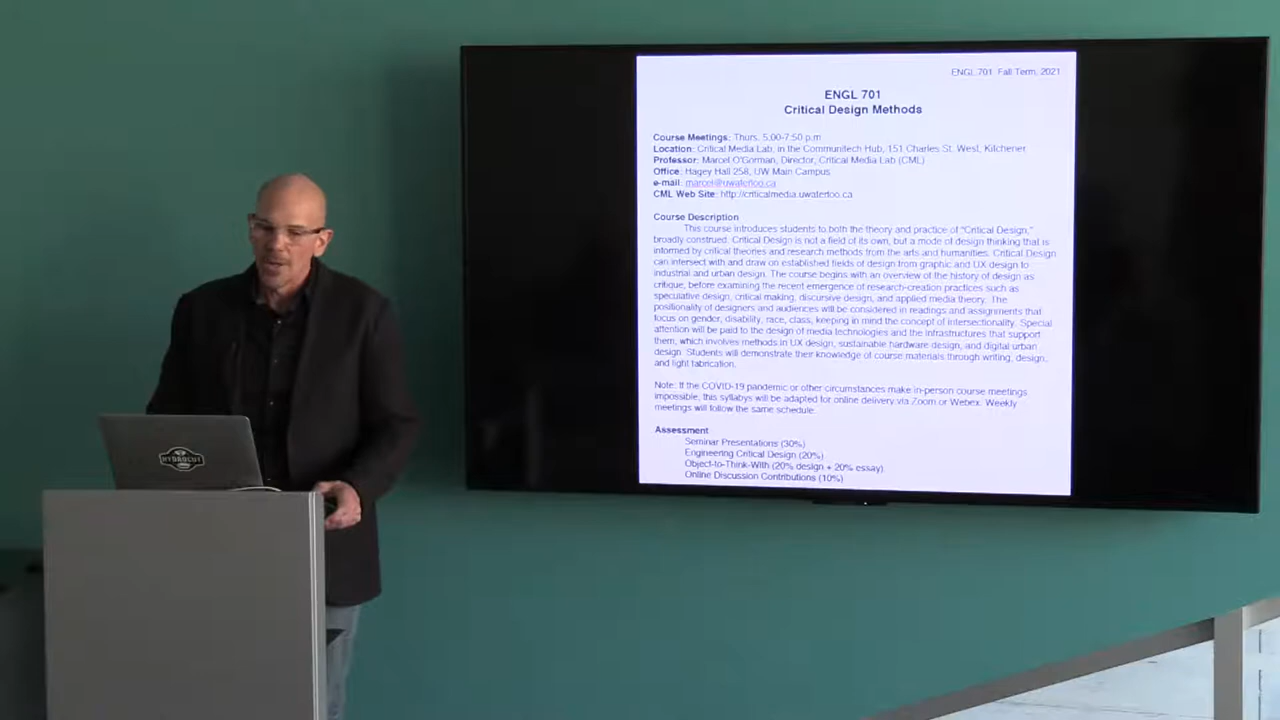 ENGL 701 Fall Term, 2021
ENGL 701
Critical Design Methods
Course Meetings: Thurs. 5:00-7:50 p.m
Location: Critical Media Lab, in the Communitech Hub, 151 Charles St. West, Kitchener
Professor: Marcel O'Gorman, Director, Critical Media Lab (CML)
Office: Hagey Hall 258, UW Main Campus
e-mail: marcel@uwaterloo.ca
CML Web Site: http://criticalmedia.uwaterloo.ca
Course Description
This course introduces students to both the theory and practice of "Critical Design,"
broadly construed. Critical Design is not a field of its own, but a mode of design thinking that is
informed by critical theories and research methods from the arts and humanities. Critical Design
can intersect with and draw on established fields of design from graphic and UX design to
industrial and urban design. The course begins with an overview of the history of design as
critique, before examining the recent emergence of research-creation practices such as
speculative design, critical making, discursive design, and applied media theory. The
positionality of designers and audiences will be considered in readings and assignments that
focus on gender, disability, race, class, keeping in mind the concept of intersectionality. Special
attention will be paid to the design of media technologies and the infrastructures that support
them, which involves methods in UX design, sustainable hardware design, and digital urban
design. Students will demonstrate their knowledge of course materials through writing, design,
and light fabrication.
Note: If the COVID-19 pandemic or other circumstances make in-person course meetings
impossible, this syllabys will be adapted for online delivery via Zoom or Webex. Weekly
meetings will follow the same schedule.
Assessment
Seminar Presentations (30%)
Engineering Critical Design (20%)
Object-to-Think-With (20% design + 20% essay)
Online Discussion Contributions (10%)
HYDROCUT